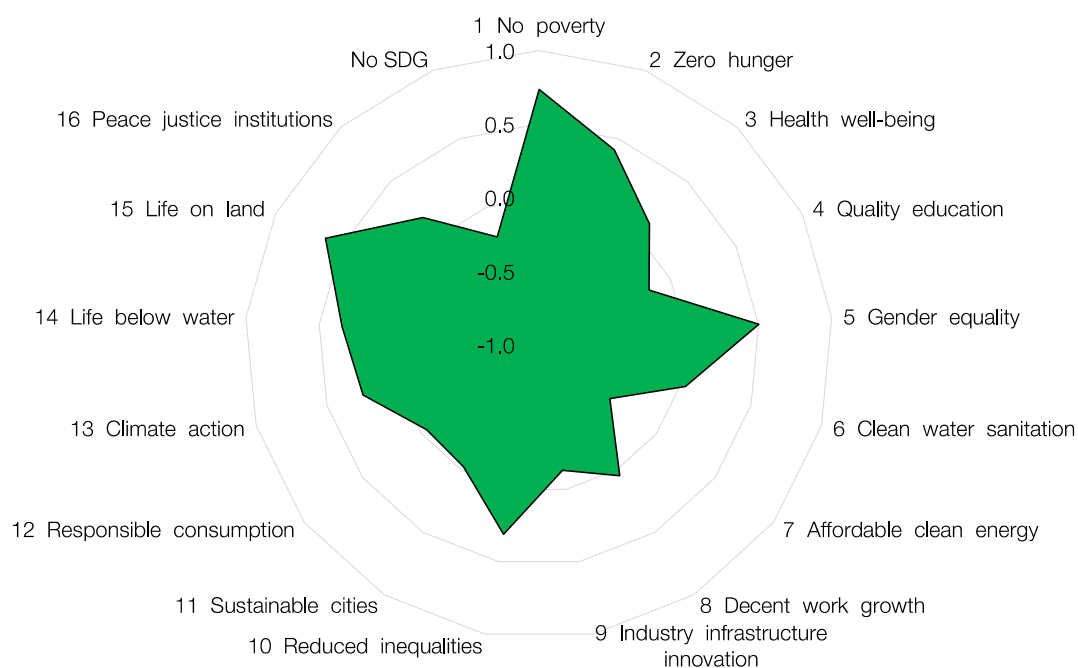 1 No poverty
1.0
No SDG
2 Zero hunger
16 Peace justice institutions
0.5
3 Health well-being
15 Life on land
0.0
4 Quality education
-0.5
14 Life below water
5 Gender equality
-1.0
13 Climate action
6 Clean water sanitation
12 Responsible consumption
7 Affordable clean energy
11 Sustainable cities
8 Decent work growth
10 Reduced inequalities
9 Industry infrastructure
innovation